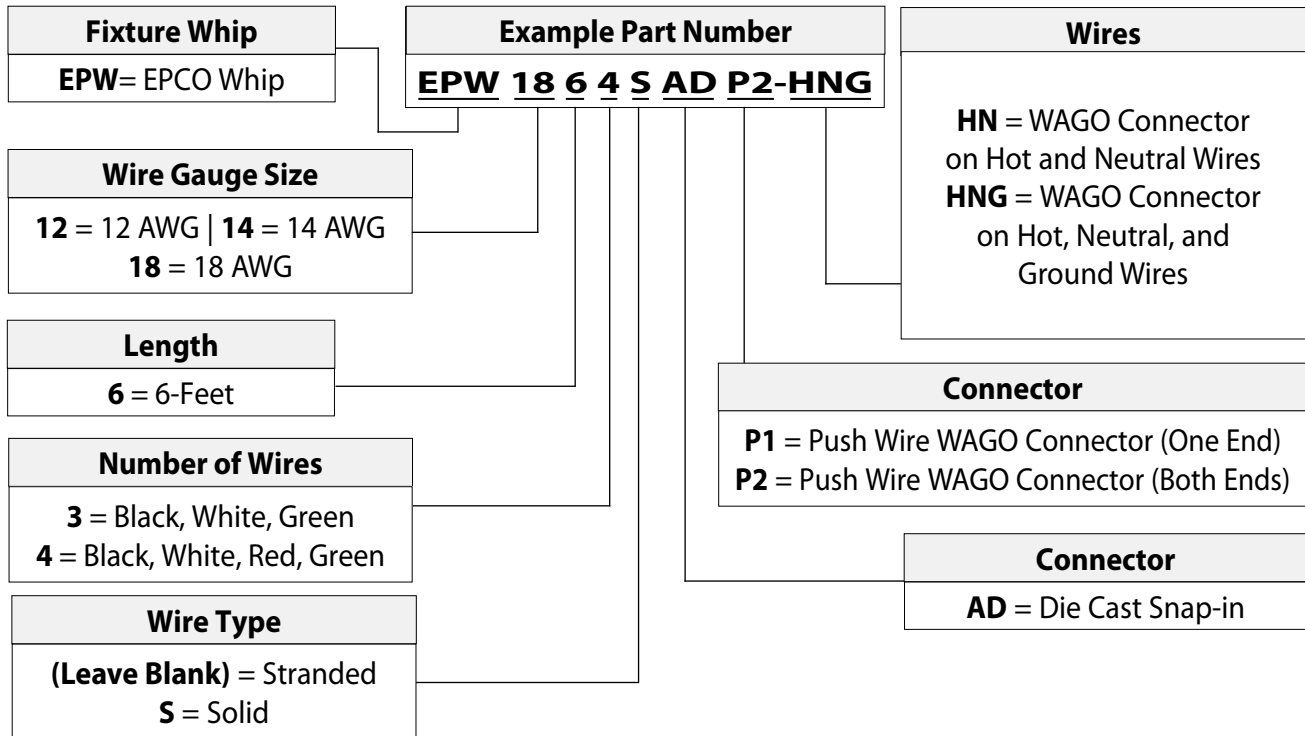 Fixture Whip
EPW= EPCO Whip
Example Part Number
EPW 18 6 4 S AD P2-HNG
Wires
HN = WAGO Connector
on Hot and Neutral Wires
HNG = WAGO Connector
on Hot, Neutral, and
Ground Wires
Wire Gauge Size
12 = 12 AWG | 14 = 14 AWG
18 = 18 AWG
Length
6 = 6-Feet
Connector
P1 = Push Wire WAGO Connector (One End)
P2 = Push Wire WAGO Connector (Both Ends)
Number of Wires
3 = Black, White, Green
4 = Black, White, Red, Green
Connector
AD = Die Cast Snap-in
Wire Type
(Leave Blank) = Stranded
S = Solid